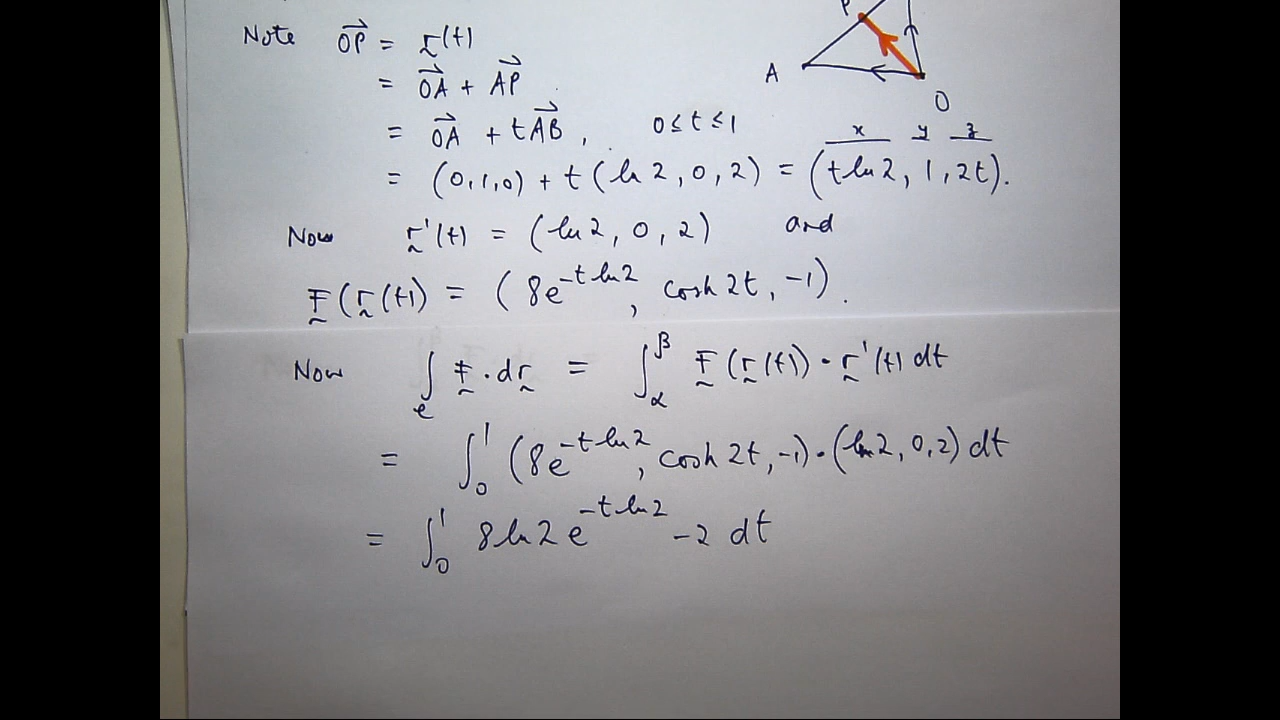 P
Note OP→ = r̰(t)
A
= OA→ + AP→
O
= OA→ + tAB→, 0 ≤ t ≤ 1
x y z
= (0,1,0) + t(ln 2, 0, 2) = (t ln 2, 1, 2t).
Now r̰'(t) = (ln 2, 0, 2) and
F̰(r̰(t)) = (8e^{-t ln 2}, cosh 2t, -1).
Now ∫_C F̰ · dr̰ = ∫_α^β F̰(r̰(t)) · r̰'(t) dt
= ∫_0^1 (8e^{-t ln 2}, cosh 2t, -1) · (ln 2, 0, 2) dt
= ∫_0^1 8 ln 2 e^{-t ln 2} - 2 dt